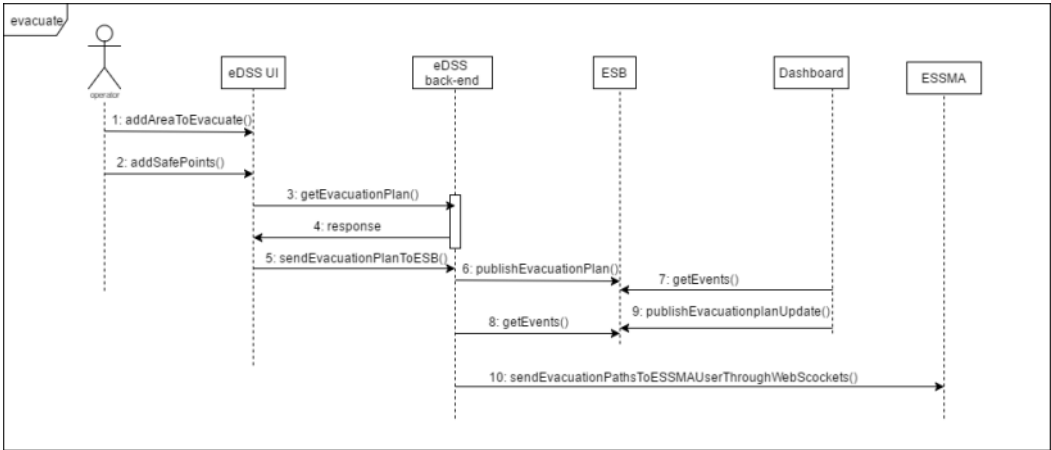 evacuate
operator
eDSS UI
eDSS
back-end
ESB
Dashboard
ESSMA
1: addAreaToEvacuate()
2: addSafePoints()
3: getEvacuationPlan()
4: response
5: sendEvacuationPlanToESB()
6: publishEvacuationPlan()
7: getEvents()
9: publishEvacuationplanUpdate()
8: getEvents()
10: sendEvacuationPathsToESSMAUserThroughWebScockets()